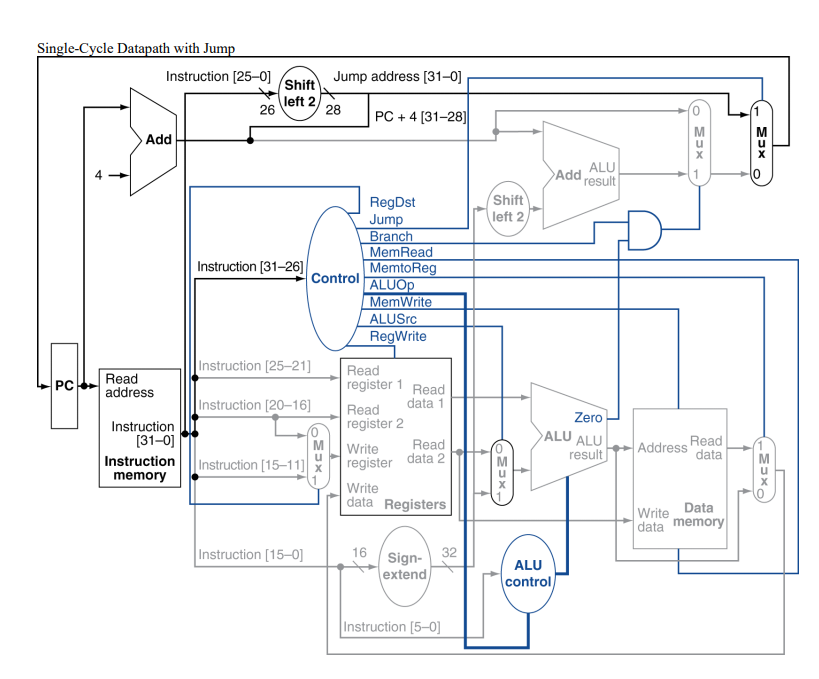 Single-Cycle Datapath with Jump
Instruction [25–0]
Shift
left 2
Jump address [31–0]
26
28
PC + 4 [31–28]
Add
4
0
M
u
x
1
1
M
u
x
0
Add
ALU
result
Shift
left 2
RegDst
Jump
Branch
MemRead
MemtoReg
ALUOp
MemWrite
ALUSrc
RegWrite
Instruction [31–26]
Control
PC
Read
address
Instruction
[31–0]
Instruction
memory
Instruction [25–21]
Instruction [20–16]
Instruction [15–11]
0
M
u
x
1
Read
register 1
Read
register 2
Write
register
Write
data
Read
data 1
Read
data 2
Registers
0
M
u
x
1
Zero
ALU
ALU
result
Address
Read
data
Write
data
Data
memory
1
M
u
x
0
Instruction [15–0]
16
Sign-
extend
32
ALU
control
Instruction [5–0]